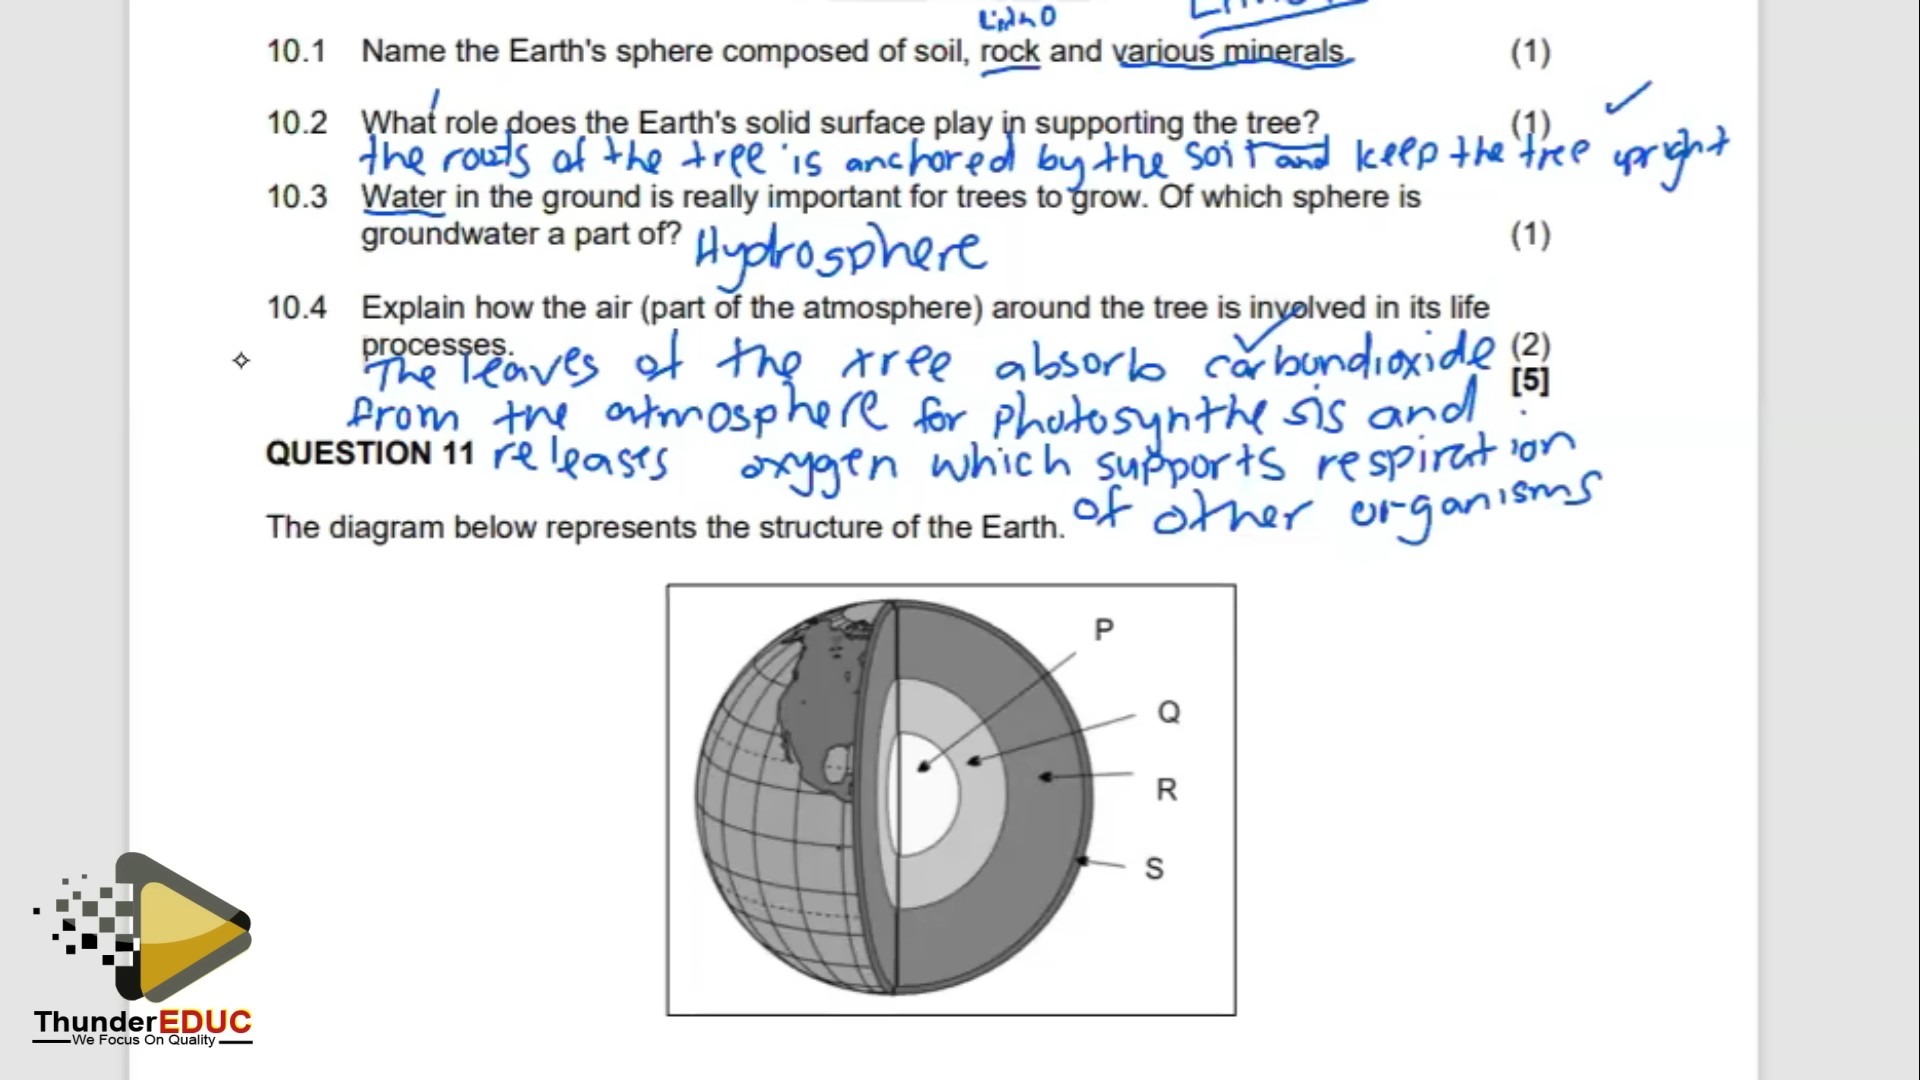 10.1 Name the Earth's sphere composed of soil, rock and various minerals. (1)
10.2 What role does the Earth's solid surface play in supporting the tree? (1)
the roots of the tree is anchored by the soil and keep the tree upright
10.3 Water in the ground is really important for trees to grow. Of which sphere is
groundwater a part of? Hydrosphere (1)
10.4 Explain how the air (part of the atmosphere) around the tree is involved in its life
processes. (2)
The leaves of the tree absorb carbondioxide
[5]
from the atmosphere for photosynthesis and
QUESTION 11 releases oxygen which supports respiration
of other organisms
The diagram below represents the structure of the Earth.
P
Q
R
S
ThunderEDUC
We Focus On Quality